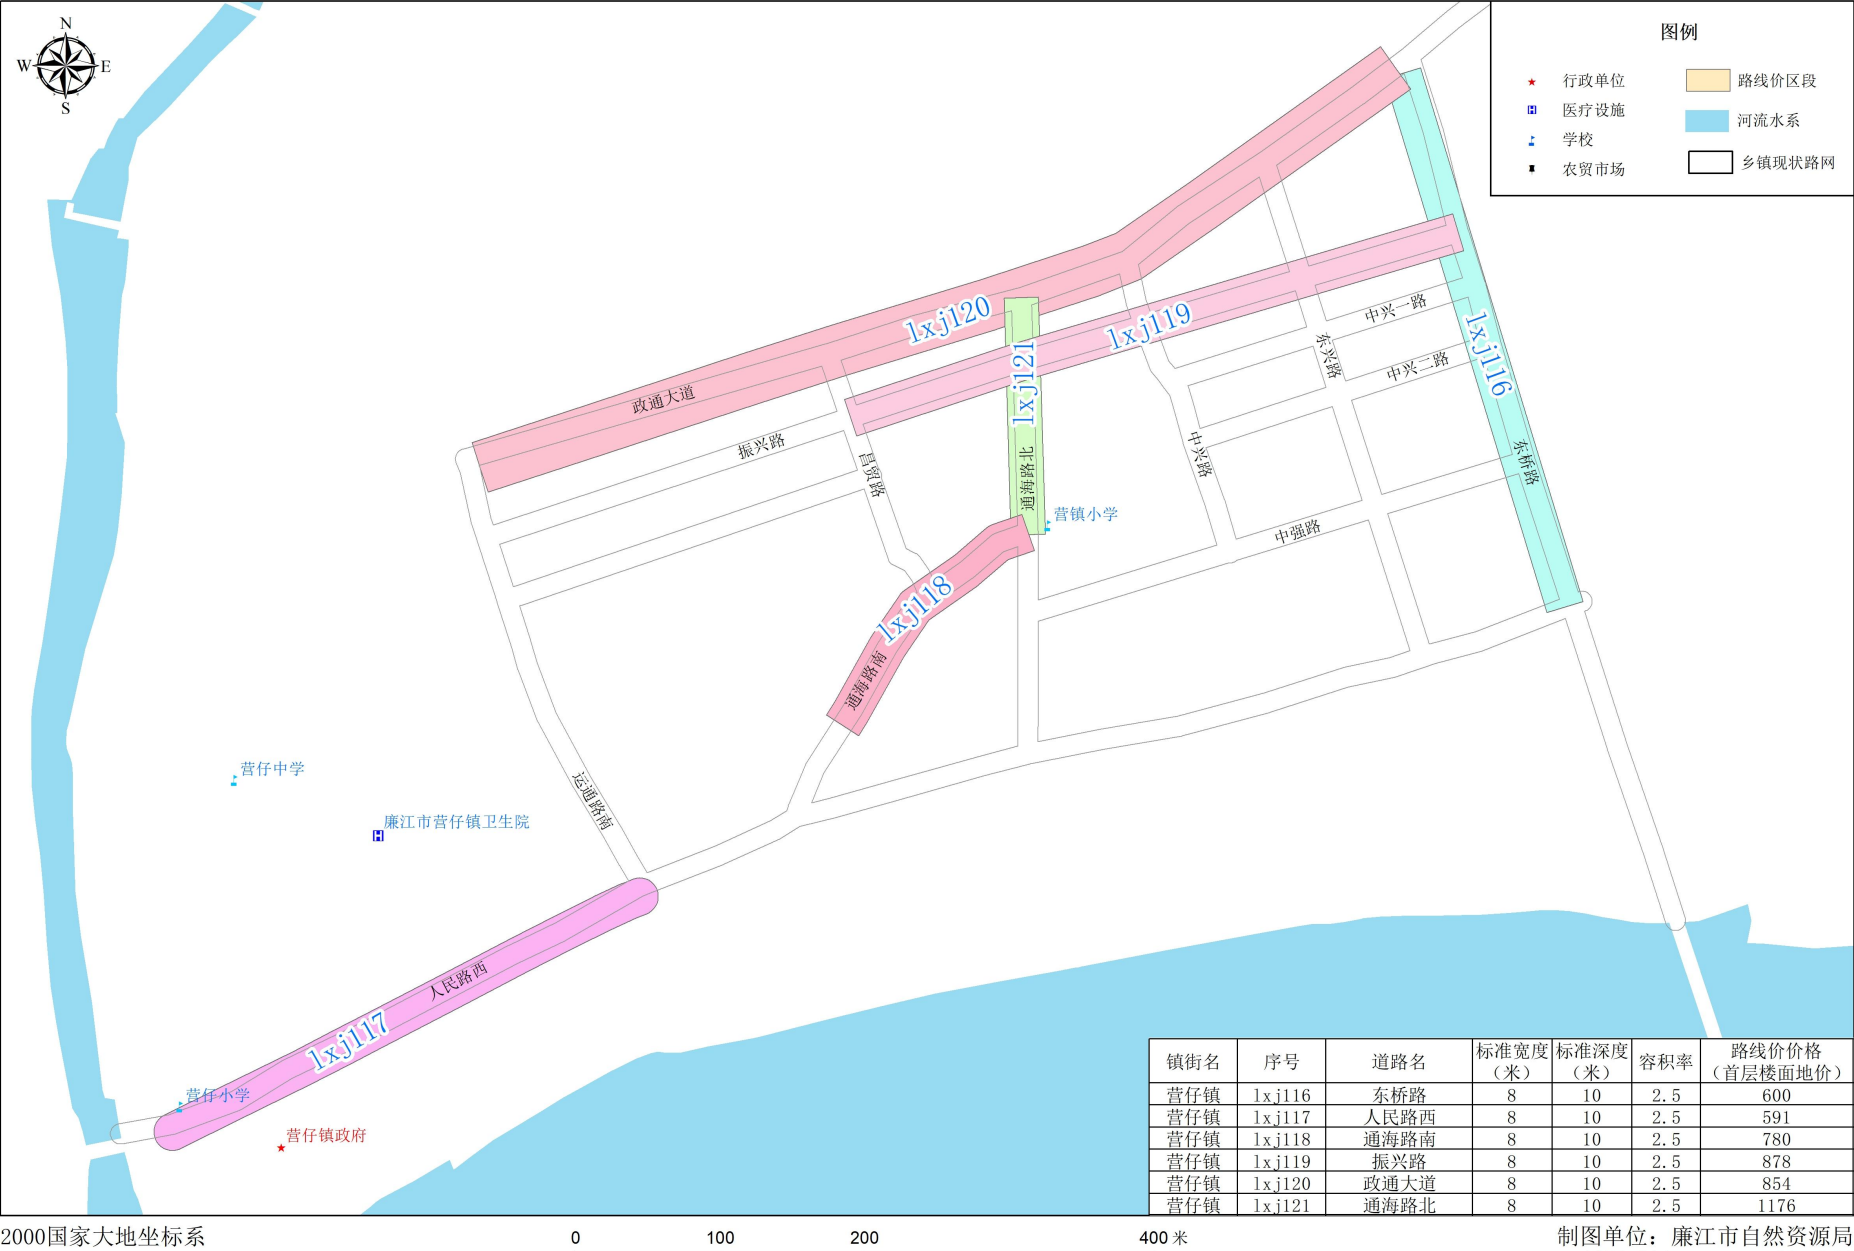 N
W E
S
图例
行政单位
路线价区段
医疗设施
河流水系
学校
农贸市场
乡镇现状路网
lxj120
lxj119
lxj121
lxj116
lxj118
lxj117
政通大道
振兴路
昌贸路
通海路北
中兴一路
中兴二路
东兴路
中兴路
东桥路
中强路
营镇小学
通海路南
运通路南
营仔中学
廉江市营仔镇卫生院
人民路西
营仔小学
营仔镇政府
镇街名 序号 道路名 标准宽度（米） 标准深度（米） 容积率 路线价价格（首层楼面地价）
营仔镇 lxj116 东桥路 8 10 2.5 600
营仔镇 lxj117 人民路西 8 10 2.5 591
营仔镇 lxj118 通海路南 8 10 2.5 780
营仔镇 lxj119 振兴路 8 10 2.5 878
营仔镇 lxj120 政通大道 8 10 2.5 854
营仔镇 lxj121 通海路北 8 10 2.5 1176
2000国家大地坐标系
0 100 200 400 米
制图单位：廉江市自然资源局